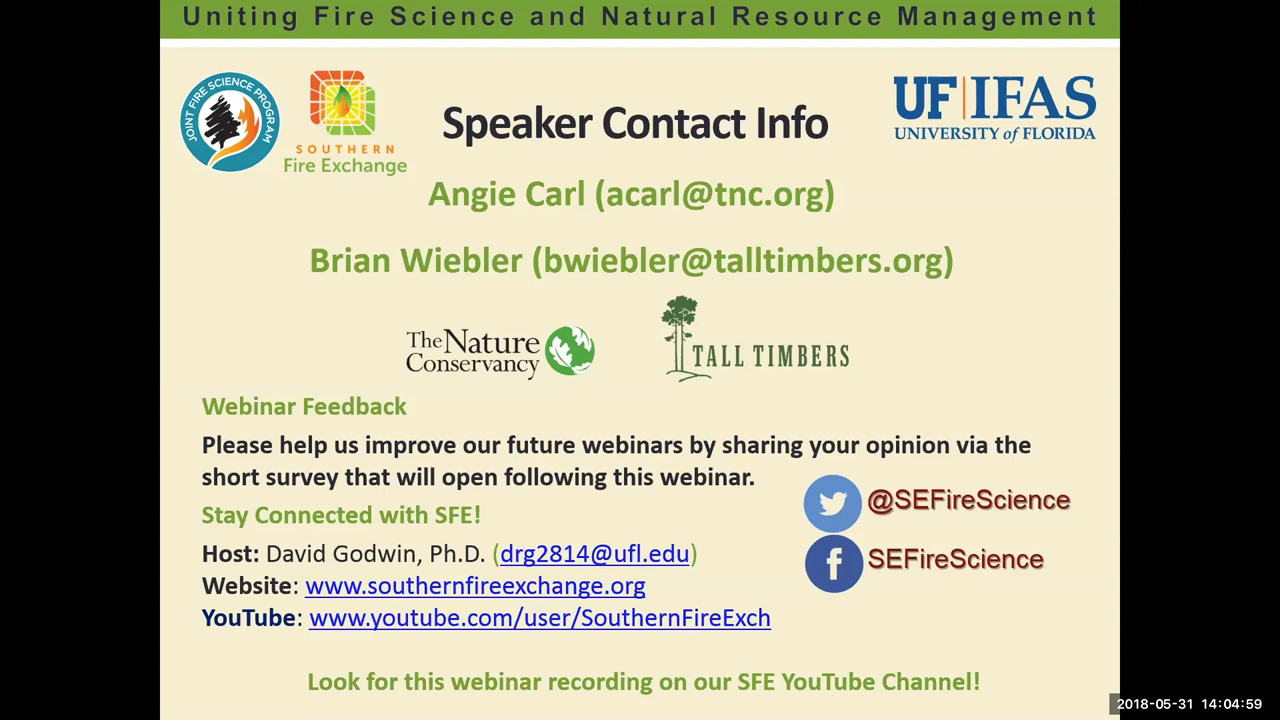 Uniting Fire Science and Natural Resource Management
JOINT FIRE SCIENCE PROGRAM
SOUTHERN
Fire Exchange
Speaker Contact Info
UF|IFAS
UNIVERSITY of FLORIDA
Angie Carl (acarl@tnc.org)
Brian Wiebler (bwiebler@talltimbers.org)
The Nature
Conservancy
TALL TIMBERS
Webinar Feedback
Please help us improve our future webinars by sharing your opinion via the
short survey that will open following this webinar.
@SEFireScience
Stay Connected with SFE!
Host: David Godwin, Ph.D. (drg2814@ufl.edu)
SEFireScience
Website: www.southernfireexchange.org
YouTube: www.youtube.com/user/SouthernFireExch
Look for this webinar recording on our SFE YouTube Channel!
2018-05-31 14:04:59